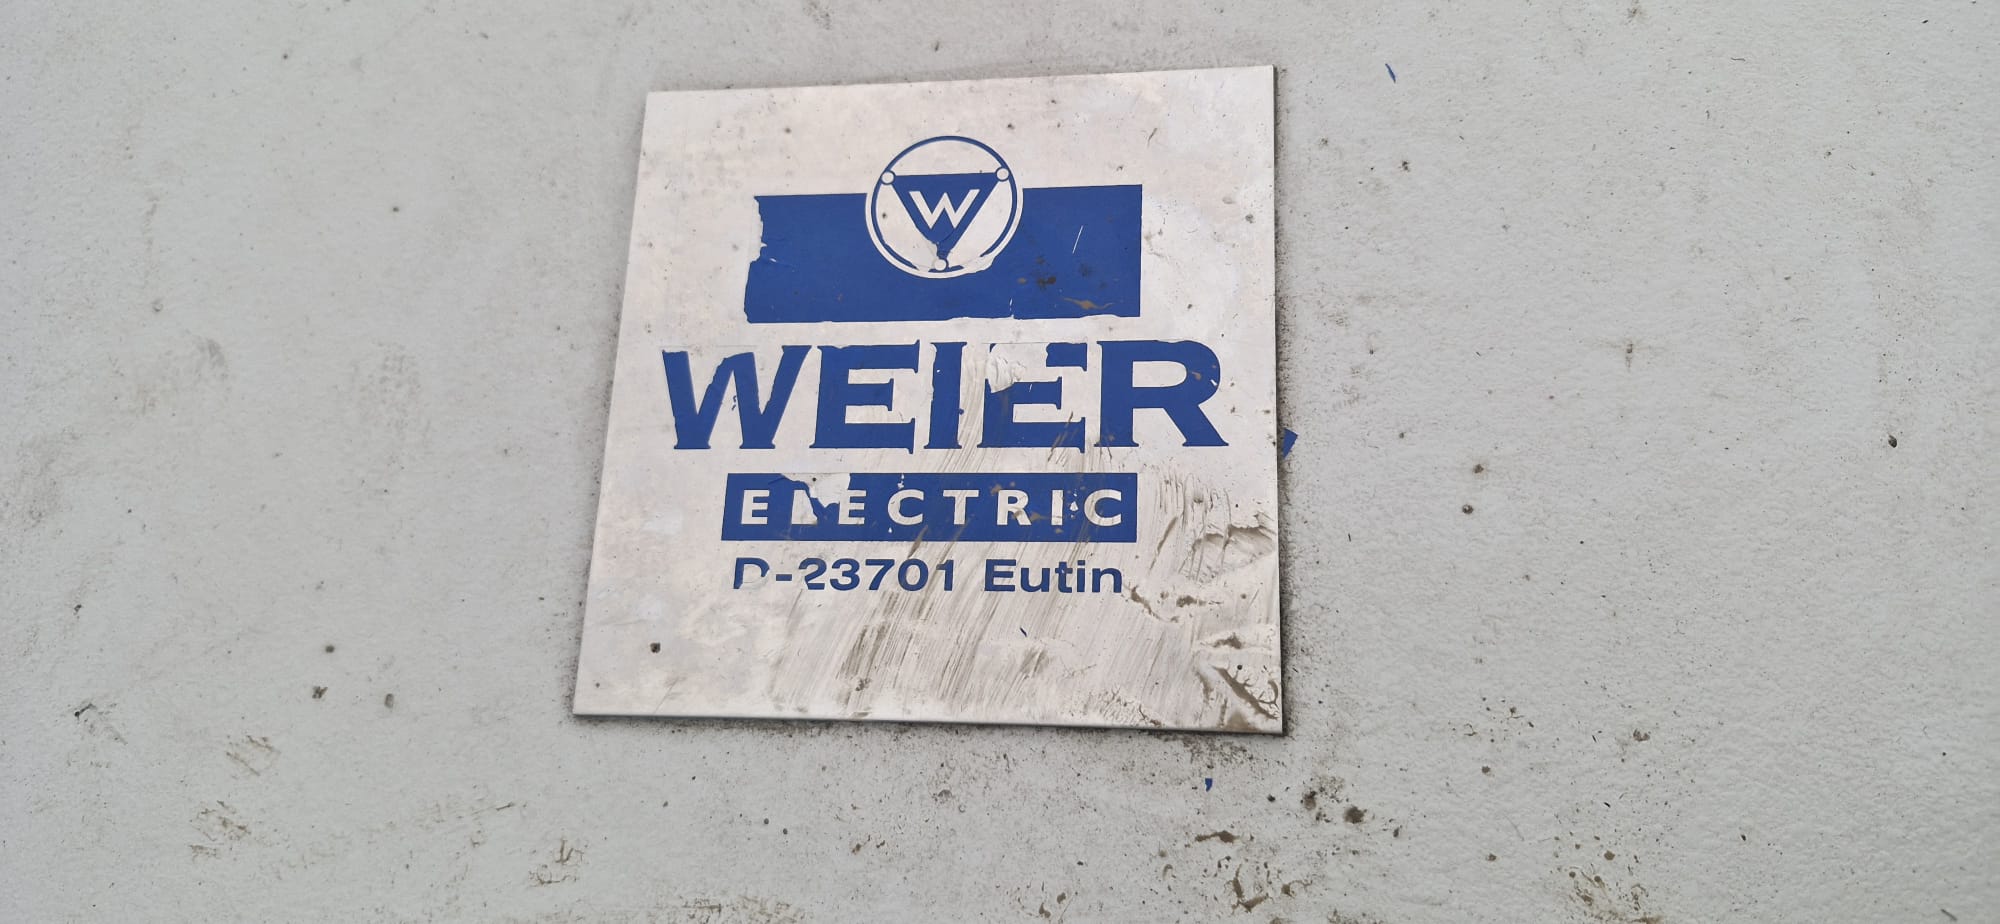 W
WEIER
ELECTRIC
D-23701 Eutin